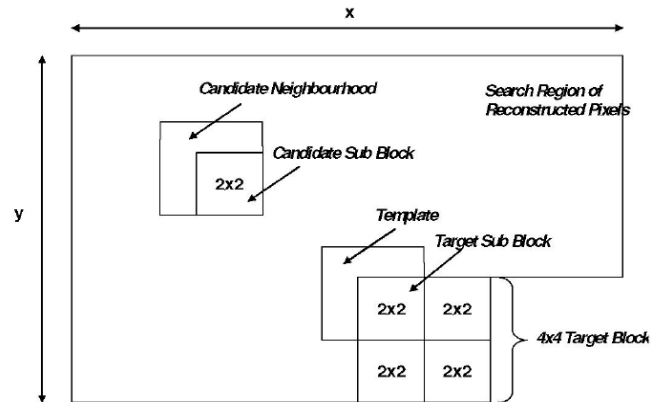 x
Candidate Neighbourhood
Search Region of
Reconstructed Pixels
Candidate Sub Block
2x2
y
Template
Target Sub Block
2x2 2x2
4x4 Target Block
2x2 2x2